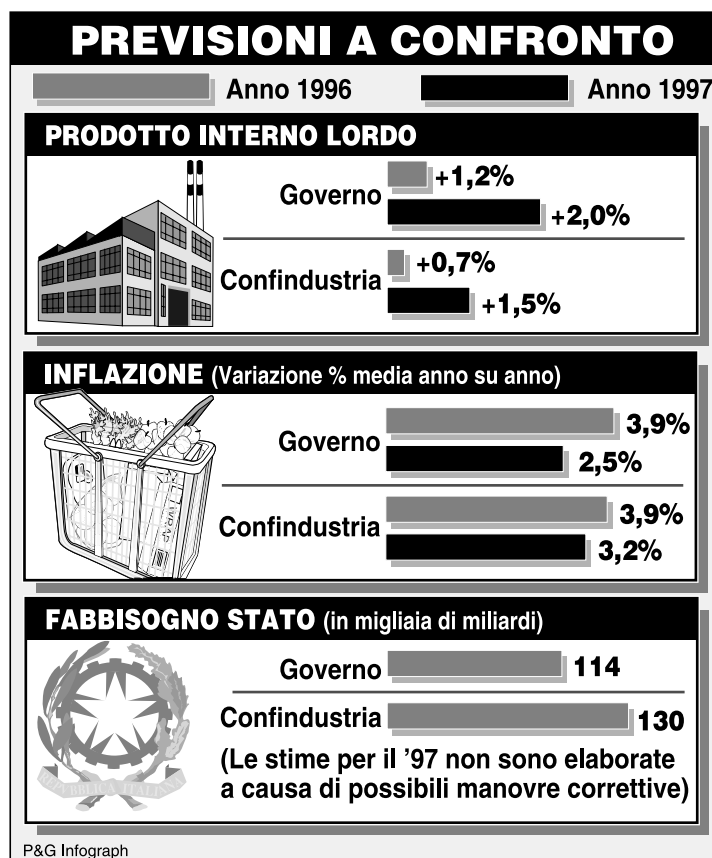 PREVISIONI A CONFRONTO
Anno 1996 Anno 1997
PRODOTTO INTERNO LORDO
Governo
+1,2%
+2,0%
Confindustria
+0,7%
+1,5%
INFLAZIONE (Variazione % media anno su anno)
Governo
3,9%
2,5%
Confindustria
3,9%
3,2%
FABBISOGNO STATO (in migliaia di miliardi)
Governo 114
Confindustria 130
(Le stime per il ’97 non sono elaborate
a causa di possibili manovre correttive)
REPVBBLICA ITALIANA
P&G Infograph